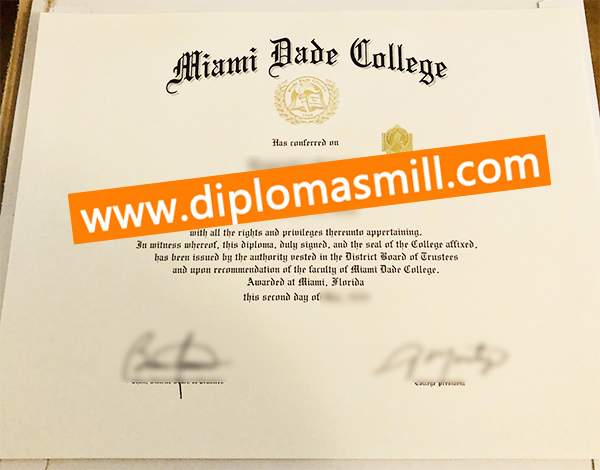 Miami Dade College
Has conferred on
www.diplomasmill.com
with all the rights and privileges thereunto appertaining.
In witness whereof, this diploma, duly signed, and the seal of the College affixed,
has been issued by the authority vested in the District Board of Trustees
and upon recommendation of the faculty of Miami Dade College.
Awarded at Miami, Florida
this second day of
College President